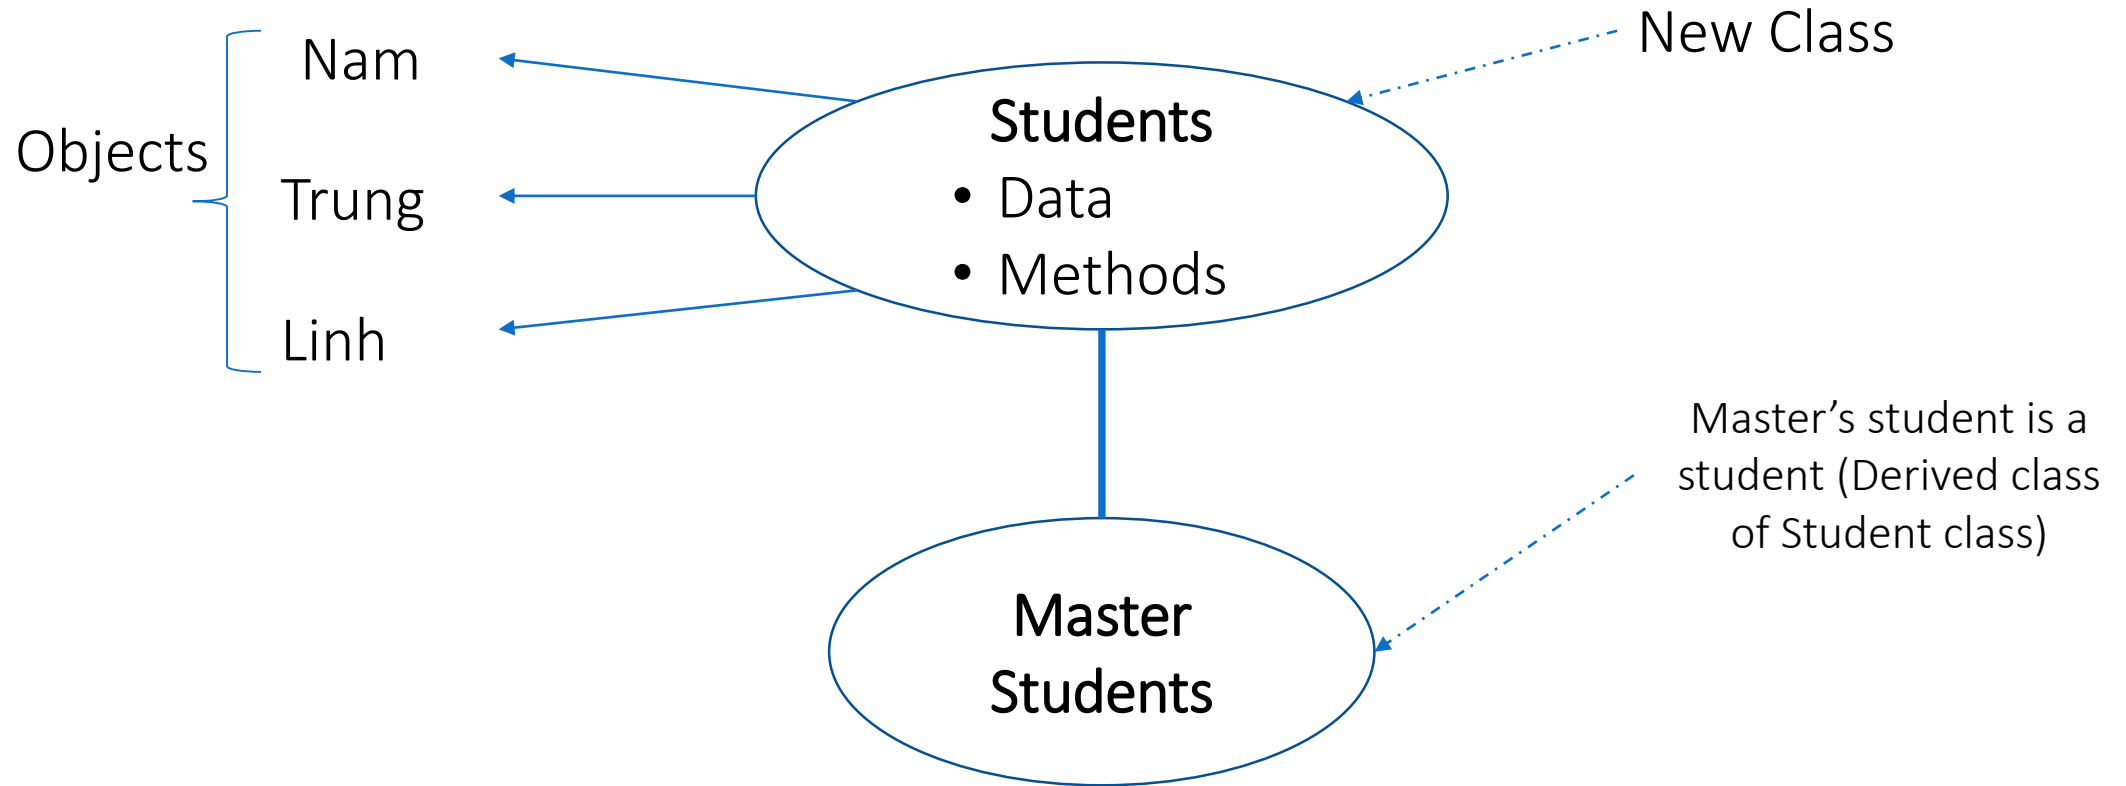 Objects
Nam
Trung
Linh
Students
• Data
• Methods
New Class
Master’s student is a
student (Derived class
of Student class)
Master
Students